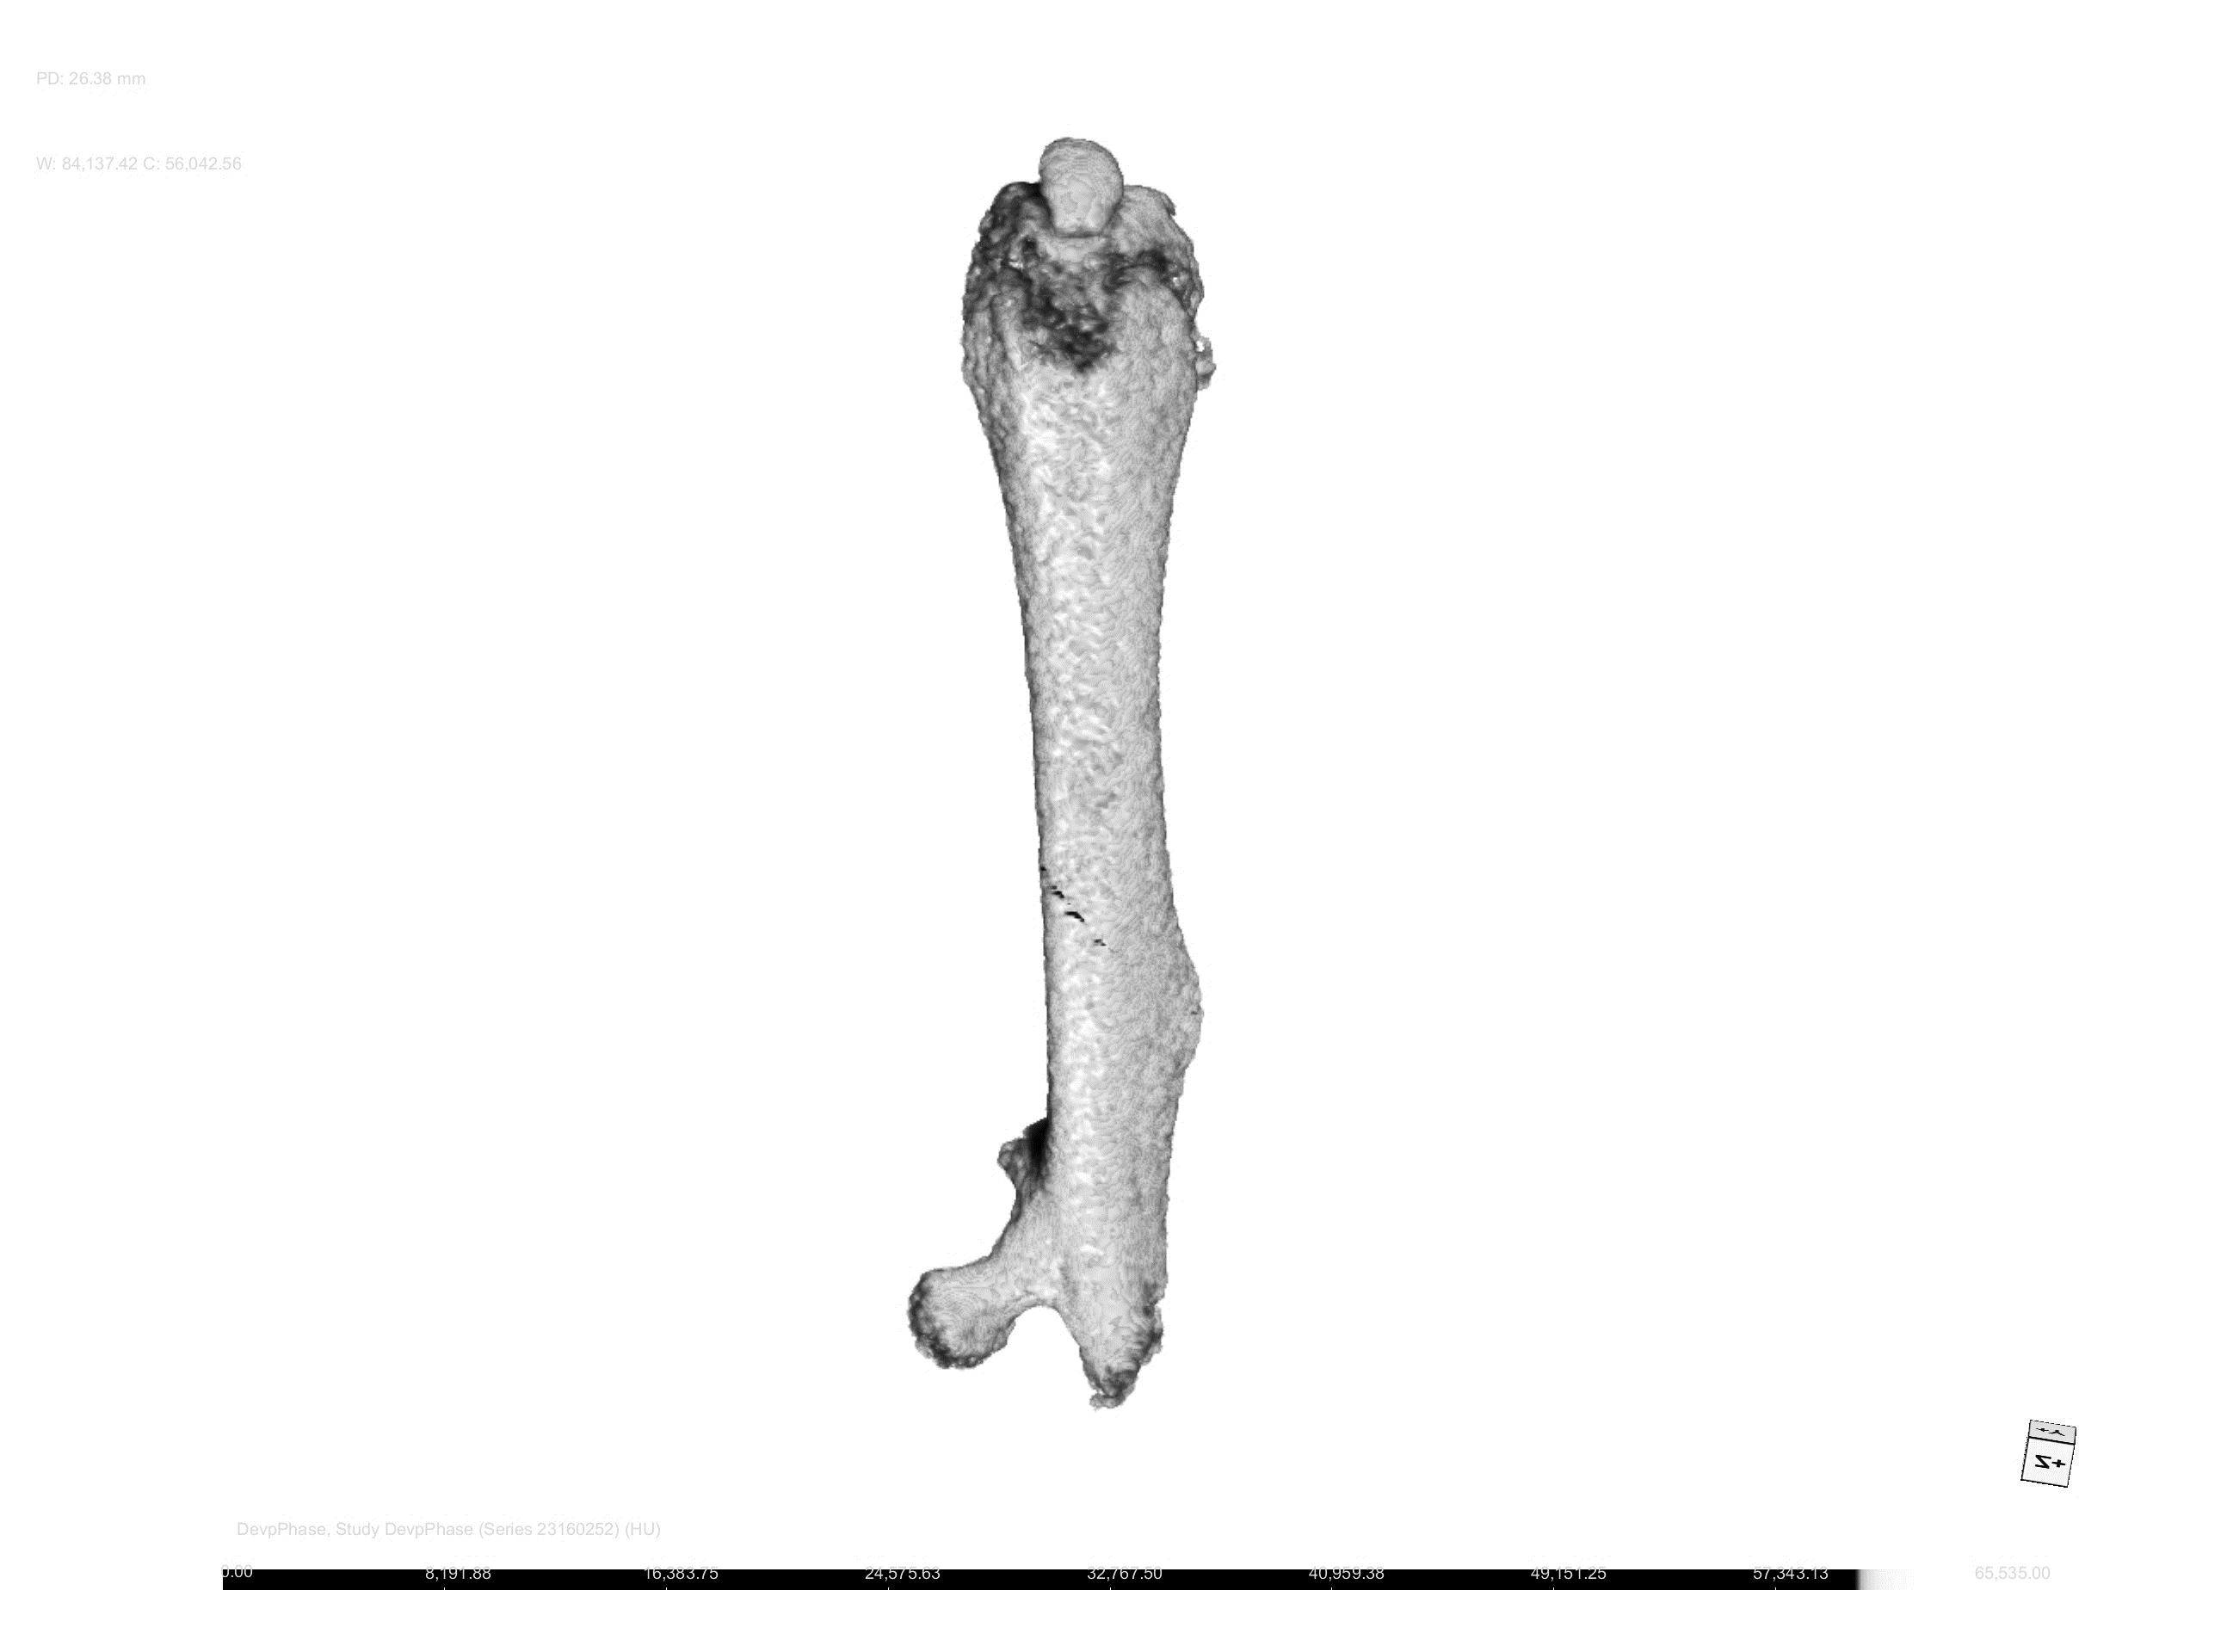 PD: 26.38 mm
W: 84,137.42 C: 56,042.56
+Y
+Z
DevpPhase, Study DevpPhase (Series 23160252) (HU)
0.00 8,191.88 16,383.75 24,575.63 32,767.50 40,959.38 49,151.25 57,343.13 65,535.00